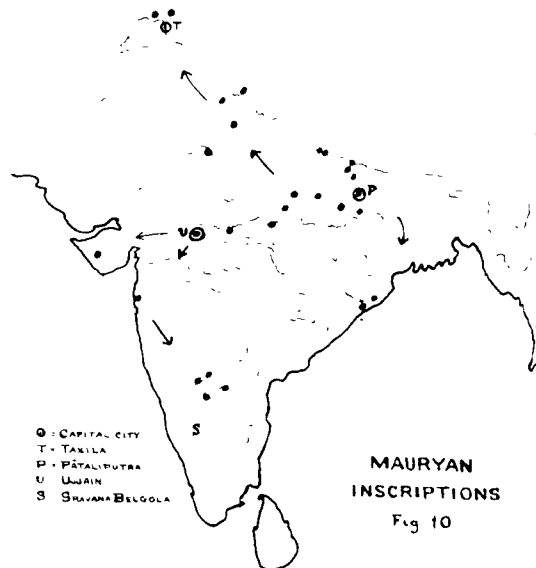 T
P
U
S
⊙ = CAPITAL CITY
T = TAXILA
P = PĀTALIPUTRA
U UJJAIN
S SRAVANA BELGOLA
MAURYAN
INSCRIPTIONS
Fig 10